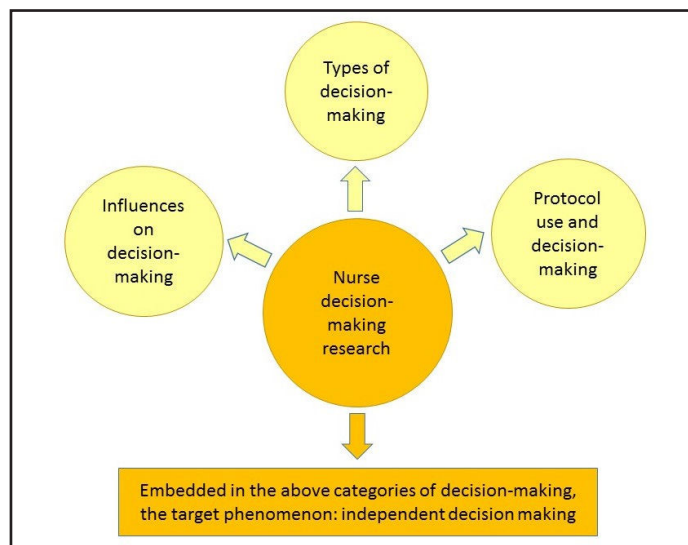 Types of
decision-
making
Influences
on
decision-
making
Protocol
use and
decision-
making
Nurse
decision-
making
research
Embedded in the above categories of decision-making,
the target phenomenon: independent decision making